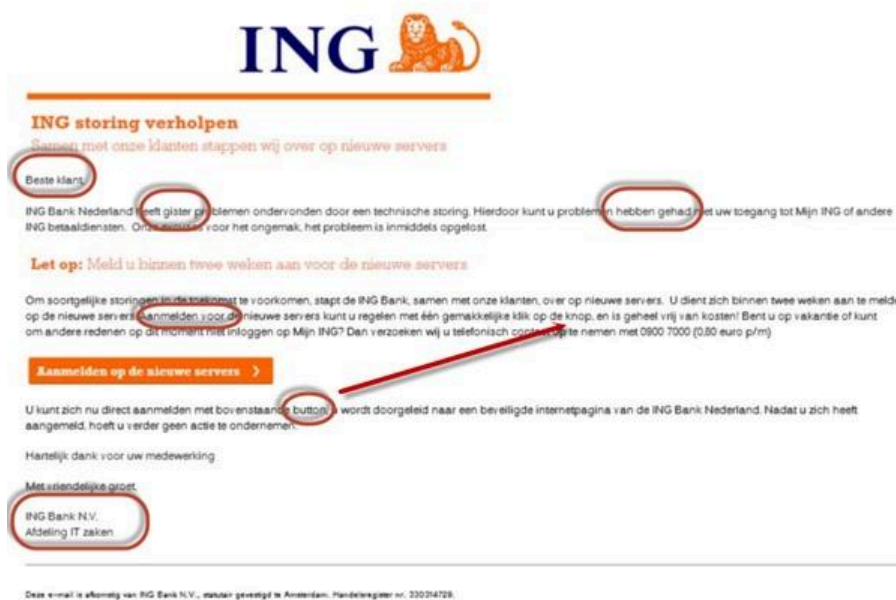 ING
ING storing verholpen
Samen met onze klanten stappen wij over op nieuwe servers
Beste klant,
ING Bank Nederland heeft gister problemen ondervonden door een technische storing. Hierdoor kunt u problemen hebben gehad met uw toegang tot Mijn ING of andere
ING betaaldiensten. Onze excuses voor het ongemak, het probleem is inmiddels opgelost.
Let op: Meld u binnen twee weken aan voor de nieuwe servers
Om soortgelijke storingen in de toekomst te voorkomen, stapt de ING Bank, samen met onze klanten, over op nieuwe servers. U dient zich binnen twee weken aan te melde
op de nieuwe servers. Aanmelden voor de nieuwe servers kunt u regelen met één gemakkelijke klik op de knop, en is geheel vrij van kosten! Bent u op vakantie of kunt
om andere redenen op dit moment niet inloggen op Mijn ING? Dan verzoeken wij u telefonisch contact op te nemen met 0900 7000 (0,80 euro p/m)
Aanmelden op de nieuwe servers
U kunt zich nu direct aanmelden met bovenstaande button, u wordt doorgeleid naar een beveiligde internetpagina van de ING Bank Nederland. Nadat u zich heeft
aangemeld, hoeft u verder geen actie te ondernemen.
Hartelijk dank voor uw medewerking
Met vriendelijke groet,
ING Bank N.V.
Afdeling IT zaken
Deze e-mail is afkomstig van ING Bank N.V., statutair gevestigd te Amsterdam. Handelsregister nr. 330314729.